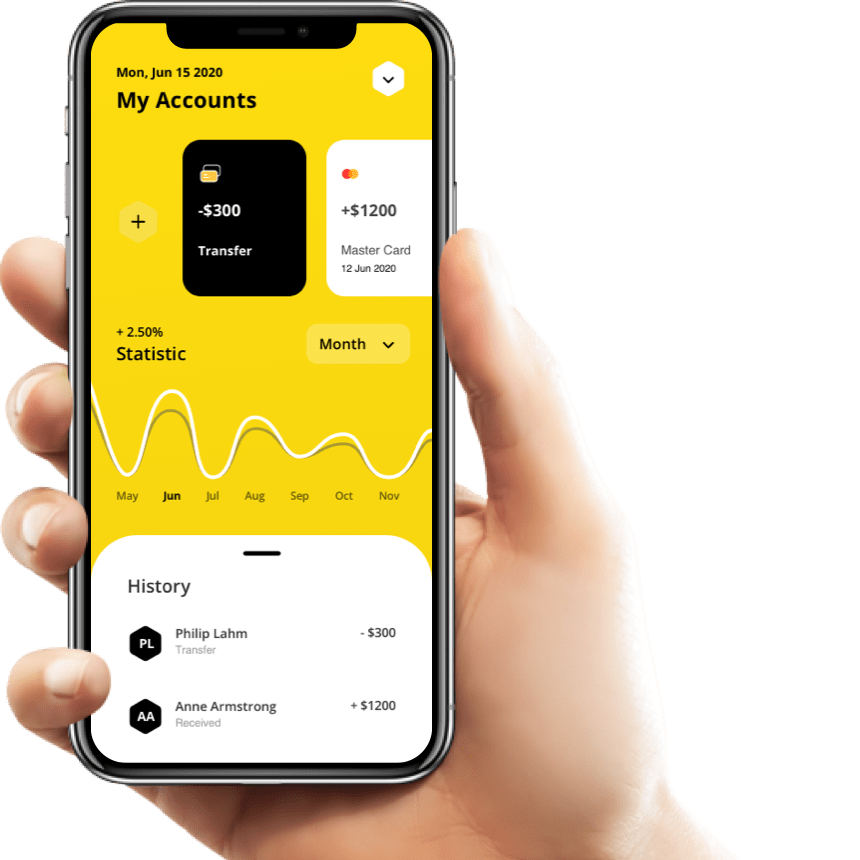 Mon, Jun 15 2020
My Accounts
-$300
Transfer
+$1200
Master Card
12 Jun 2020
+ 2.50%
Statistic
Month
May Jun Jul Aug Sep Oct Nov
History
PL
Philip Lahm
- $300
Transfer
AA
Anne Armstrong
+ $1200
Received